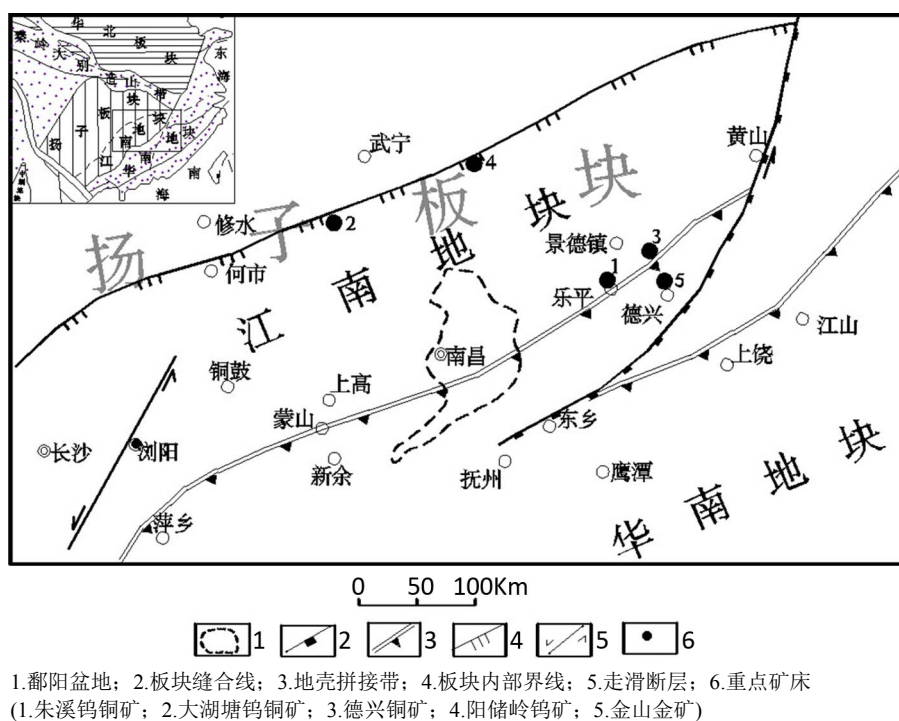 华北板块
秦岭大别造山带
东海
扬子板块
江南地块
华南地块
南海
黄山
武宁
4
扬子板块
修水
2
江南地块
景德镇
3
何市
1
5
乐平
德兴
江山
南昌
上饶
铜鼓
上高
蒙山
东乡
长沙
浏阳
新余
抚州
鹰潭
华南地块
萍乡
0 50 100Km
1 2 3 4 5 6
1.鄱阳盆地；2.板块缝合线；3.地壳拼接带；4.板块内部界线；5.走滑断层；6.重点矿床
(1.朱溪钨铜矿；2.大湖塘钨铜矿；3.德兴铜矿；4.阳储岭钨矿；5.金山金矿)